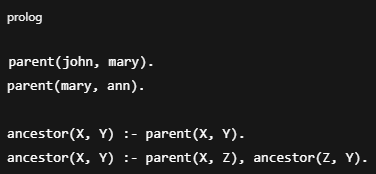 prolog
parent(john, mary).
parent(mary, ann).
ancestor(X, Y) :- parent(X, Y).
ancestor(X, Y) :- parent(X, Z), ancestor(Z, Y).